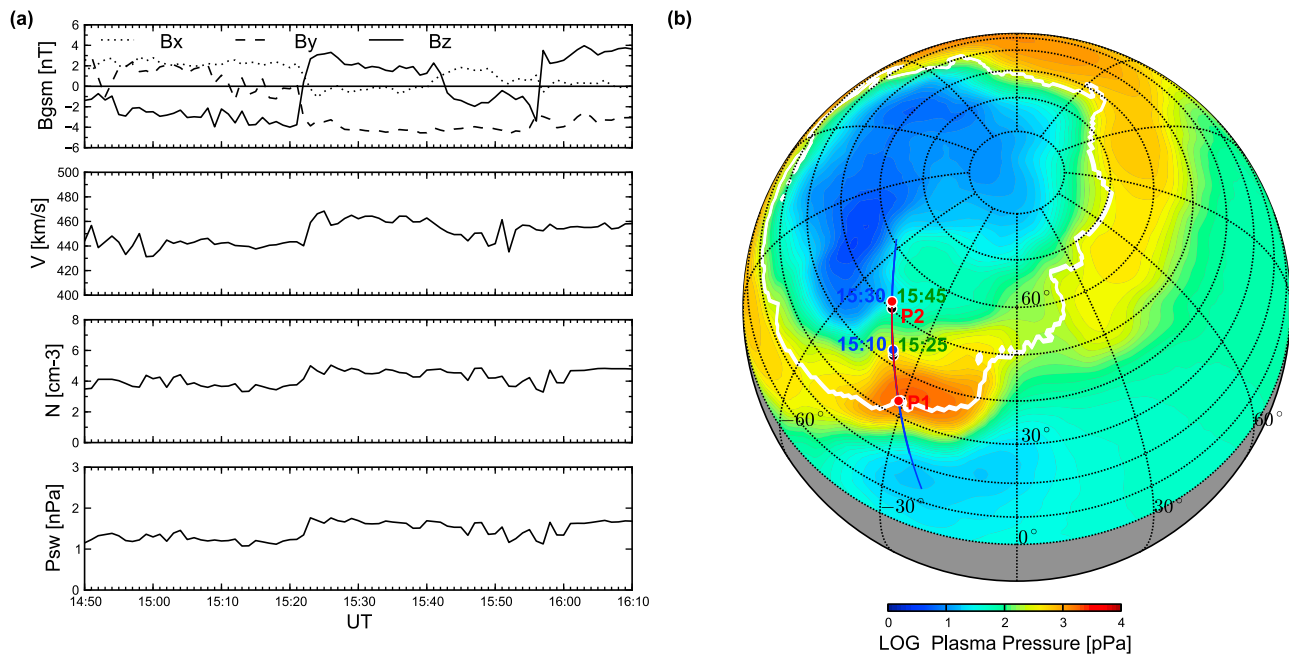 (a)
Bx By Bz
6
4
2
0
−2
−4
−6
Bgsm [nT]
500
480
460
440
420
400
V [km/s]
8
6
4
2
0
N [cm-3]
3
2
1
0
Psw [nPa]
14:50 15:00 15:10 15:20 15:30 15:40 15:50 16:00 16:10
UT
(b)
60°
15:30 15:45
P2
15:10 15:25
P1
−60° 30° 60°
−30° 0° 30°
0 1 2 3 4
LOG Plasma Pressure [pPa]